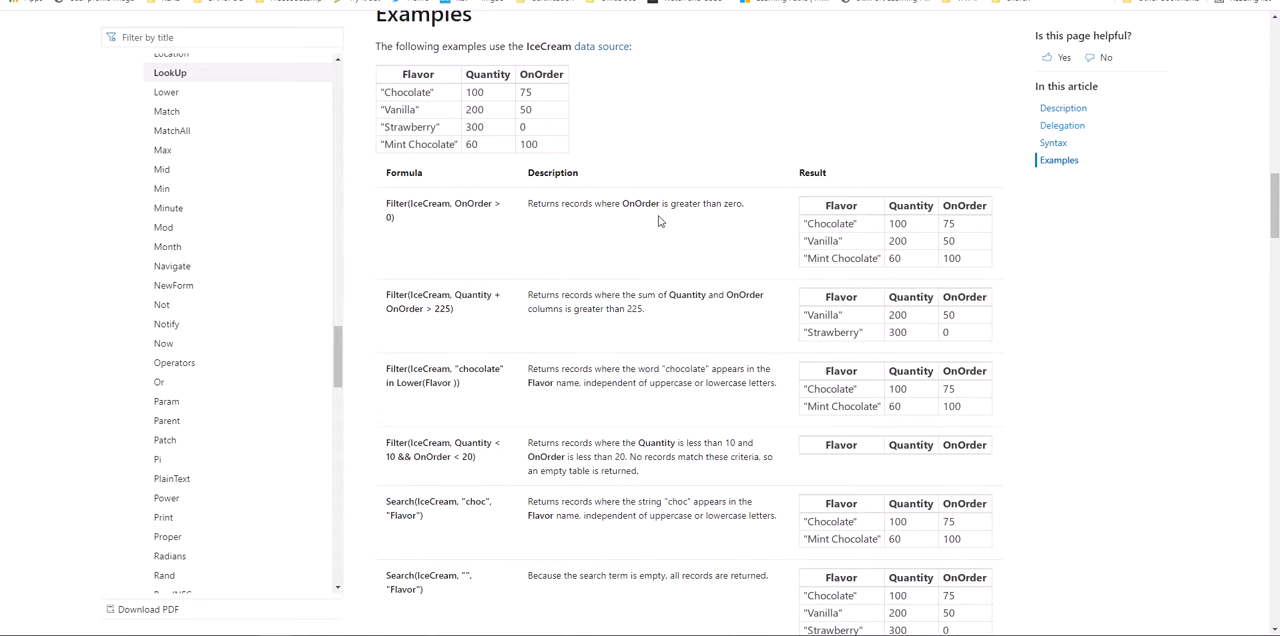 Examples
Filter by title
Location
LookUp
Lower
Match
MatchAll
Max
Mid
Min
Minute
Mod
Month
Navigate
NewForm
Not
Notify
Now
Operators
Or
Param
Parent
Patch
Pi
PlainText
Power
Print
Proper
Radians
Rand
Download PDF
The following examples use the IceCream data source:
Flavor Quantity OnOrder
"Chocolate" 100 75
"Vanilla" 200 50
"Strawberry" 300 0
"Mint Chocolate" 60 100
Formula Description Result
Filter(IceCream, OnOrder >
0)
Returns records where OnOrder is greater than zero.
Flavor Quantity OnOrder
"Chocolate" 100 75
"Vanilla" 200 50
"Mint Chocolate" 60 100
Filter(IceCream, Quantity +
OnOrder > 225)
Returns records where the sum of Quantity and OnOrder
columns is greater than 225.
Flavor Quantity OnOrder
"Vanilla" 200 50
"Strawberry" 300 0
Filter(IceCream, "chocolate"
in Lower(Flavor ))
Returns records where the word "chocolate" appears in the
Flavor name, independent of uppercase or lowercase letters.
Flavor Quantity OnOrder
"Chocolate" 100 75
"Mint Chocolate" 60 100
Filter(IceCream, Quantity <
10 && OnOrder < 20)
Returns records where the Quantity is less than 10 and
OnOrder is less than 20. No records match these criteria, so
an empty table is returned.
Flavor Quantity OnOrder
Search(IceCream, "choc",
"Flavor")
Returns records where the string "choc" appears in the
Flavor name, independent of uppercase or lowercase letters.
Flavor Quantity OnOrder
"Chocolate" 100 75
"Mint Chocolate" 60 100
Search(IceCream, "",
"Flavor")
Because the search term is empty, all records are returned.
Flavor Quantity OnOrder
"Chocolate" 100 75
"Vanilla" 200 50
"Strawberry" 300 0
Is this page helpful?
Yes No
In this article
Description
Delegation
Syntax
Examples